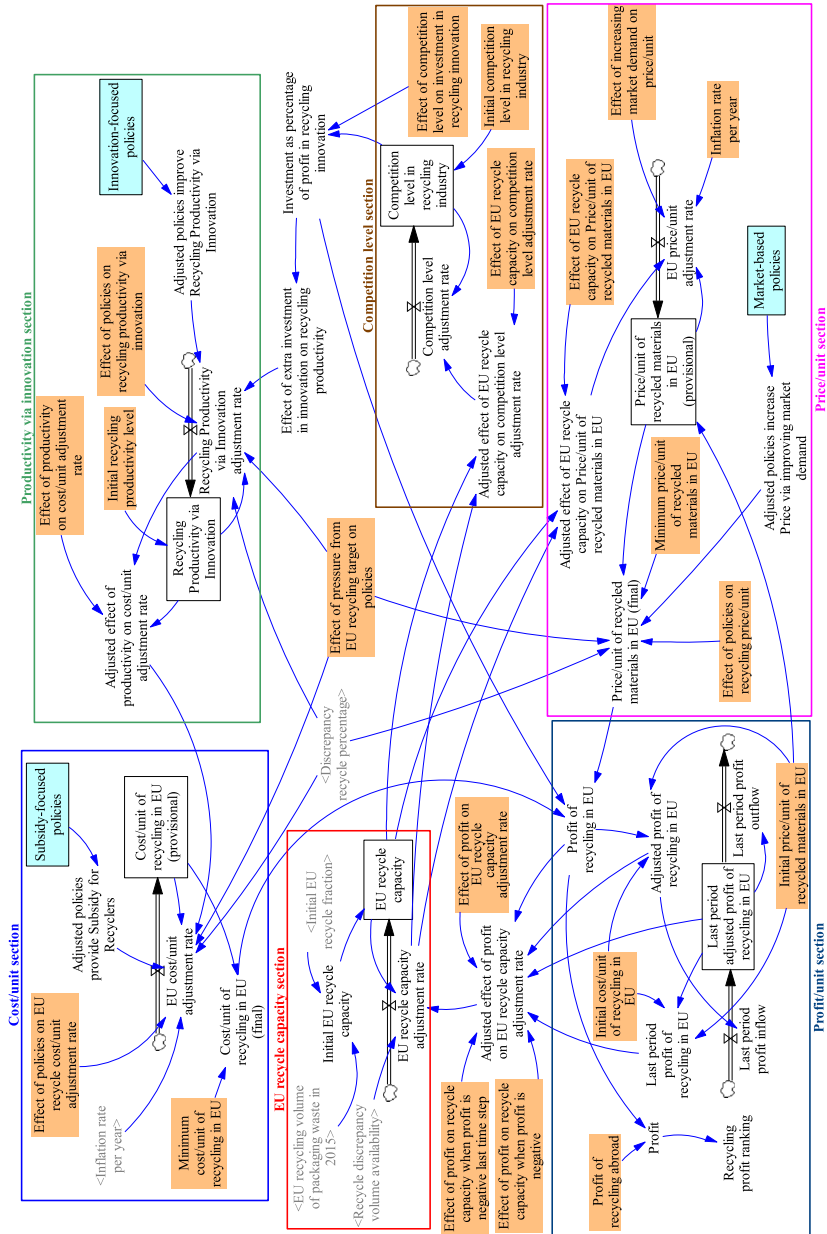 Cost/unit section
Subsidy-focused
policies
Effect of policies on EU
recycle cost/unit
adjustment rate
Adjusted policies
provide Subsidy for
Recyclers
Cost/unit of
recycling in EU
(provisional)
EU cost/unit
adjustment rate
<Inflation rate
per year>
Minimum
cost/unit of
recycling in EU
Cost/unit of
recycling in EU
(final)
Productivity via innovation section
Effect of productivity
on cost/unit adjustment
rate
Initial recycling
productivity level
Effect of policies on
recycling productivity via
innovation
Innovation-focused
policies
Adjusted policies improve
Recycling Productivity via
Innovation
Adjusted effect of
productivity on cost/unit
adjustment rate
Recycling
Productivity via
Innovation
Recycling Productivity
via Innovation
adjustment rate
Effect of extra investment
in innovation on recycling
productivity
Investment as percentage
of profit in recycling
innovation
Effect of pressure from
EU recycling target on
policies
<Discrepancy
recycle percentage>
EU recycle capacity section
<Initial EU
recycle fraction>
Initial EU recycle
capacity
EU recycle
capacity
<EU recycling volume
of packaging waste in
2015>
<Recycle discrepancy
volume availability>
EU recycle capacity
adjustment rate
Competition level section
Effect of competition
level on investment in
recycling innovation
Initial competition
level in recycling
industry
Competition
level in
recycling
industry
Competition level
adjustment rate
Effect of EU recycle
capacity on competition
level adjustment rate
Adjusted effect of EU recycle
capacity on competition level
adjustment rate
Effect of profit on
EU recycle capacity
adjustment rate
Adjusted effect of profit
on EU recycle capacity
adjustment rate
Effect of profit on recycle
capacity when profit is
negative last time step
Effect of profit on recycle
capacity when profit is
negative
Profit/unit section
Profit of
recycling in EU
Adjusted profit of
recycling in EU
Last period profit
outflow
Last period
adjusted profit of
recycling in EU
Initial price/unit of
recycled materials in EU
Initial cost/unit
of recycling in
EU
Last period
profit of
recycling in EU
Last period
profit inflow
Profit
Profit of
recycling abroad
Recycling
profit ranking
Price/unit section
Effect of increasing
market demand on
price/unit
Inflation rate
per year
Effect of EU recycle
capacity on Price/unit of
recycled materials in EU
EU price/unit
adjustment rate
Market-based
policies
Adjusted effect of EU recycle
capacity on Price/unit of
recycled materials in EU
Price/unit of
recycled materials
in EU
(provisional)
Minimum price/unit
of recycled
materials in EU
Adjusted policies increase
Price via improving market
demand
Price/unit of recycled
materials in EU (final)
Effect of policies on
recycling price/unit